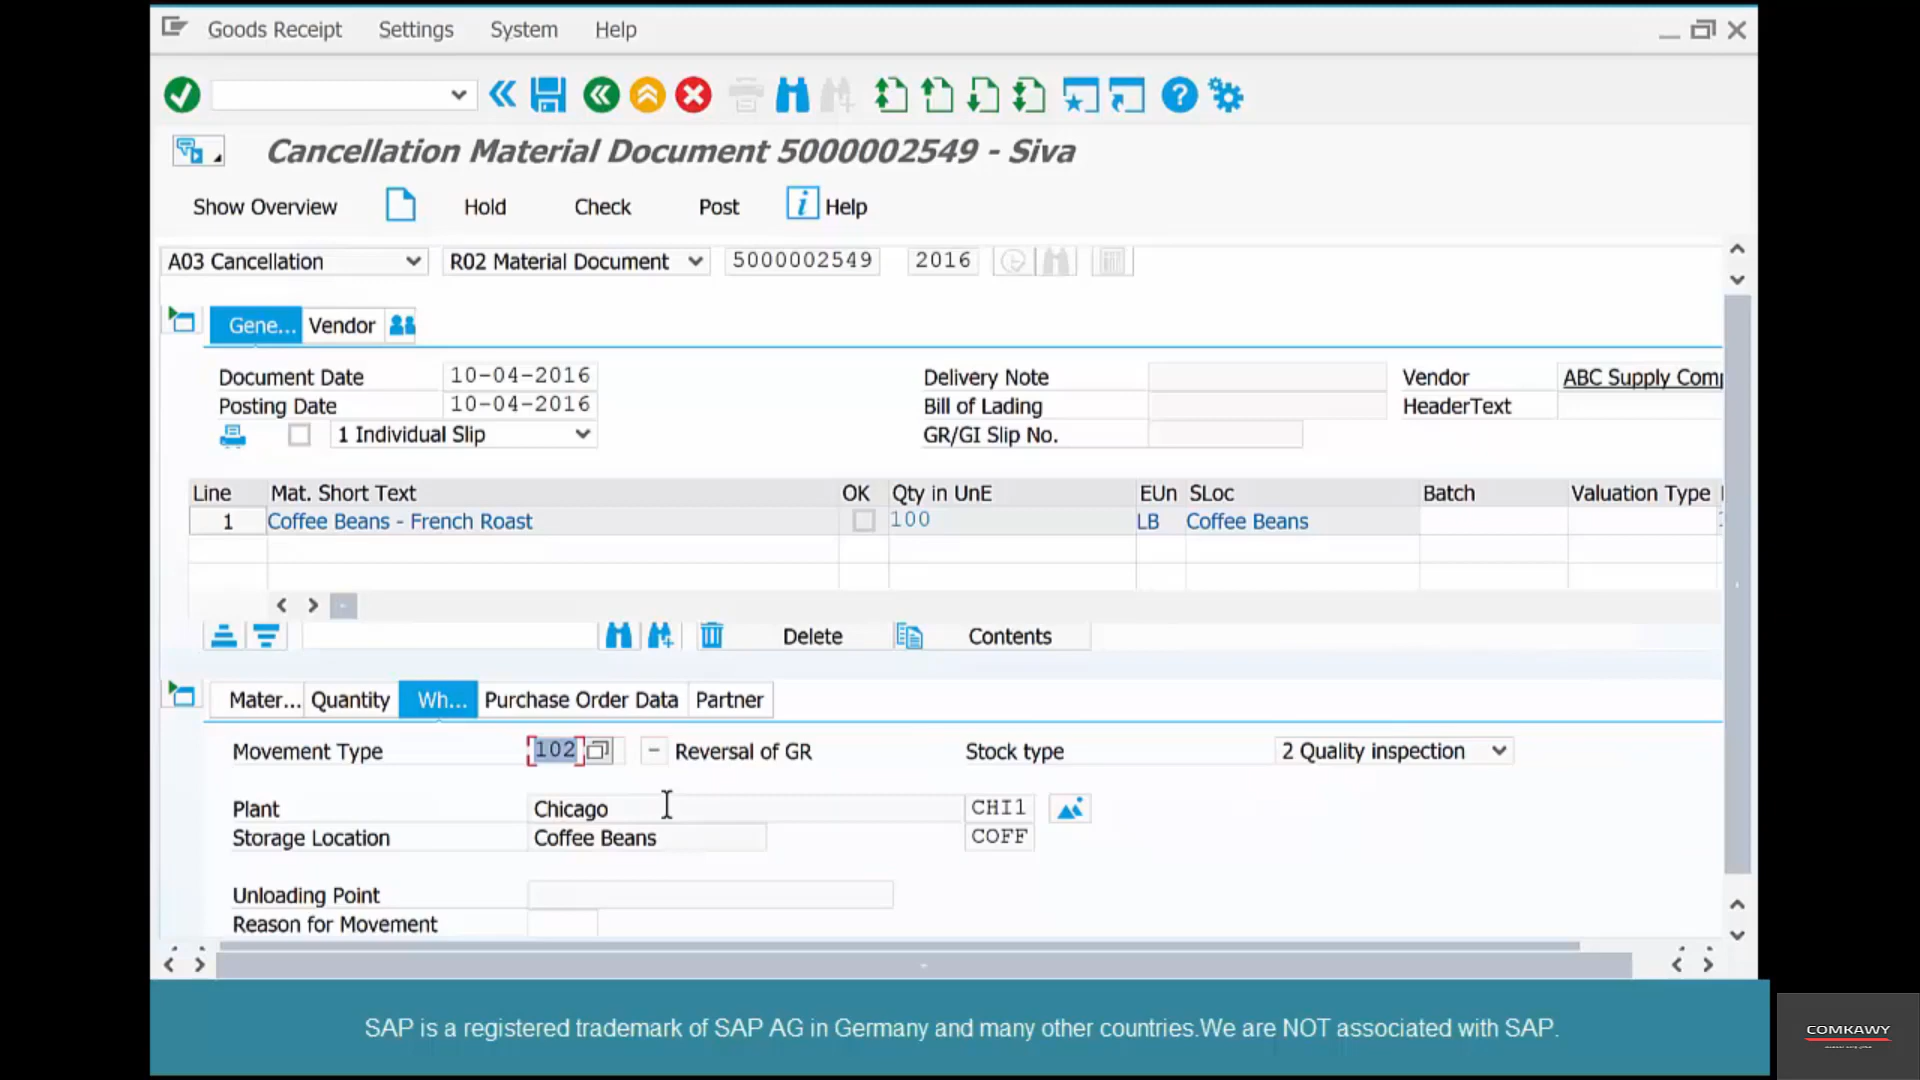 Goods Receipt Settings System Help
Cancellation Material Document 5000002549 - Siva
Show Overview Hold Check Post Help
A03 Cancellation R02 Material Document 5000002549 2016
Gene... Vendor
Document Date 10-04-2016 Delivery Note Vendor ABC Supply Comp
Posting Date 10-04-2016 Bill of Lading HeaderText
1 Individual Slip GR/GI Slip No.
Line Mat. Short Text OK Qty in UnE EUn SLoc Batch Valuation Type
1 Coffee Beans - French Roast 100 LB Coffee Beans
Delete Contents
Mater... Quantity Wh... Purchase Order Data Partner
Movement Type 102 - Reversal of GR Stock type 2 Quality inspection
Plant Chicago CHI1
Storage Location Coffee Beans COFF
Unloading Point
Reason for Movement
SAP is a registered trademark of SAP AG in Germany and many other countries.We are NOT associated with SAP.
COMKAWY